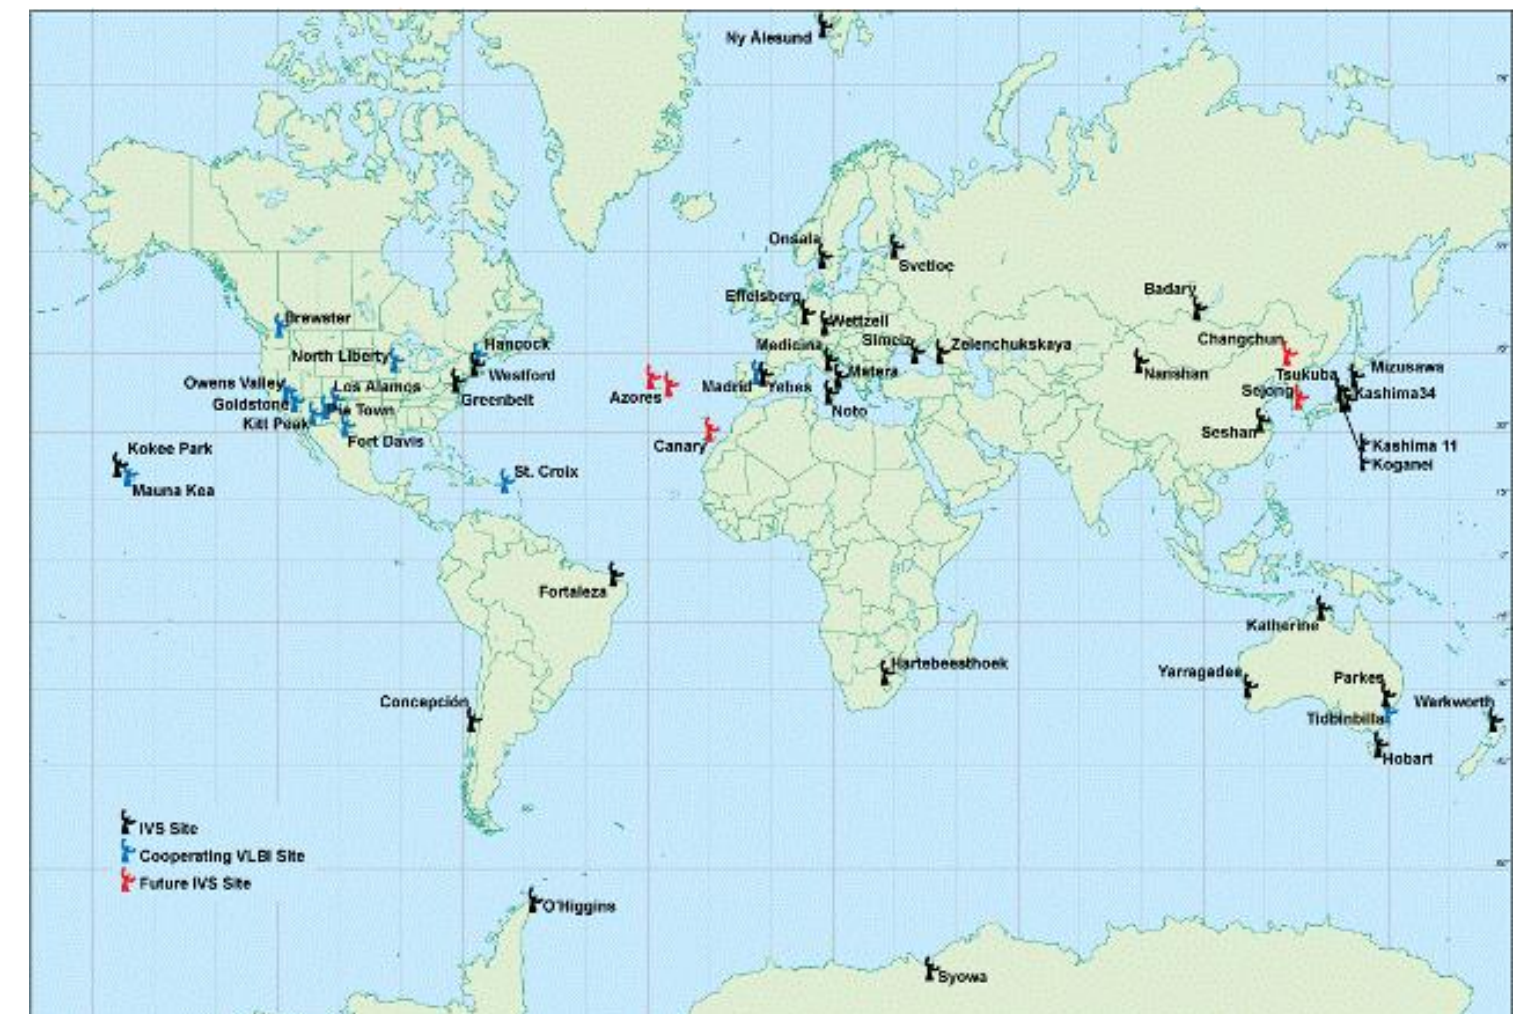 Ny Ålesund
Onsala
Svetloe
Effelsberg
Wettzell
Badary
Brewster
Hancock
Medicina
Simeiz
Zelenchukskaya
Changchun
North Liberty
Westford
Nanshan
Tsukuba
Mizusawa
Owens Valley
Los Alamos
Greenbelt
Azores
Madrid
Yebes
Matera
Sejong
Kashima34
Goldstone
Pie Town
Noto
Kitt Peak
Fort Davis
Canary
Seshan
Kashima 11
Koganei
Kokee Park
Mauna Kea
St. Croix
Fortaleza
Katherine
Hartebeesthoek
Yarragadee
Parkes
Concepción
Warkworth
Tidbinbilla
Hobart
IVS Site
Cooperating VLBI Site
Future IVS Site
O'Higgins
Syowa